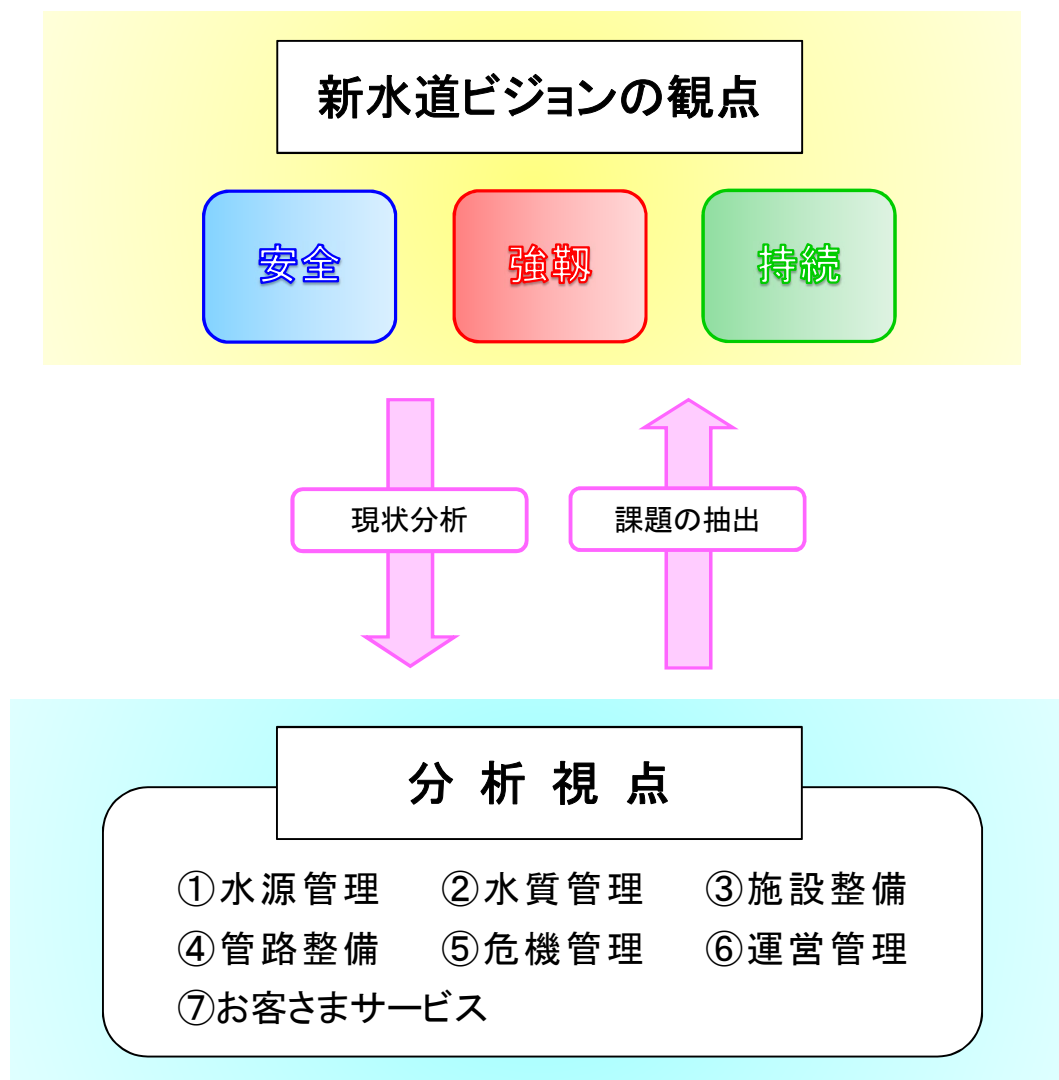 新水道ビジョンの観点
安全 強靱 持続
現状分析 課題の抽出
分析視点
①水源管理 ②水質管理 ③施設整備
④管路整備 ⑤危機管理 ⑥運営管理
⑦お客さまサービス